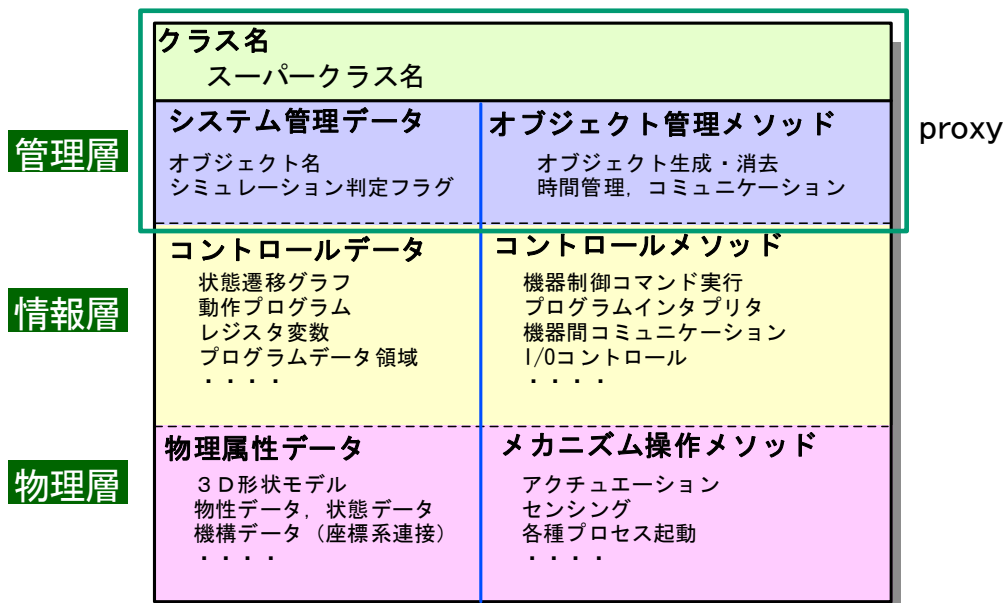 クラス名
スーパークラス名
管理層
システム管理データ
オブジェクト名
シミュレーション判定フラグ
オブジェクト管理メソッド
オブジェクト生成・消去
時間管理，コミュニケーション
proxy
情報層
コントロールデータ
状態遷移グラフ
動作プログラム
レジスタ変数
プログラムデータ領域
・・・・
コントロールメソッド
機器制御コマンド実行
プログラムインタプリタ
機器間コミュニケーション
I/Oコントロール
・・・・
物理層
物理属性データ
３Ｄ形状モデル
物性データ，状態データ
機構データ（座標系連接）
・・・・
メカニズム操作メソッド
アクチュエーション
センシング
各種プロセス起動
・・・・